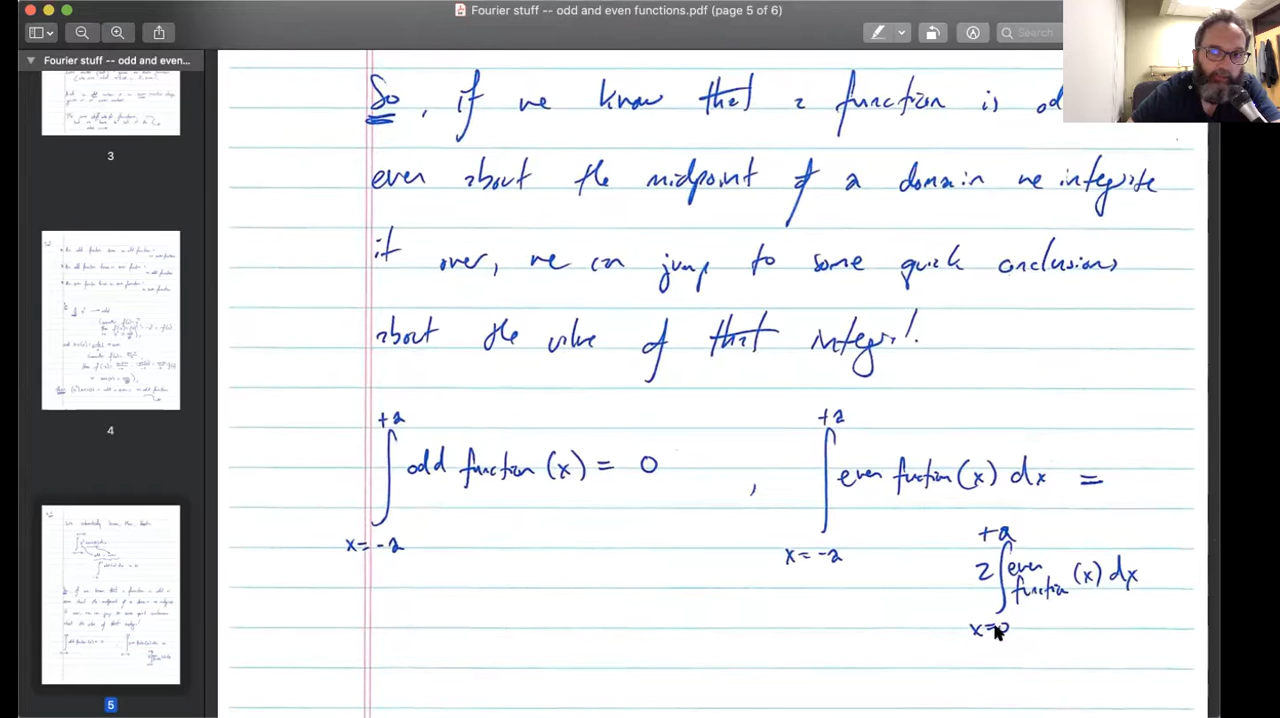 Fourier stuff -- odd and even functions.pdf (page 5 of 6)
Search
Fourier stuff -- odd and even...
3
4
5
So, if we know that a function is od
even about the midpoint of a domain we integrate
it over, we can jump to some quick conclusions
about the value of that integral!
+a
∫ odd function (x) = 0
x = -a
,
+a
∫ even function (x) dx =
x = -a
+a
2 ∫ even function (x) dx
x = 0